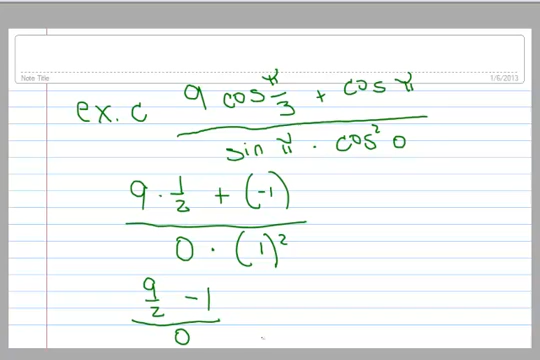 Note Title
1/6/2013
ex. c
9 cos π/3 + cos π
sin π · cos² 0
9 · 1/2 + (-1)
0 · (1)²
9/2 - 1
0